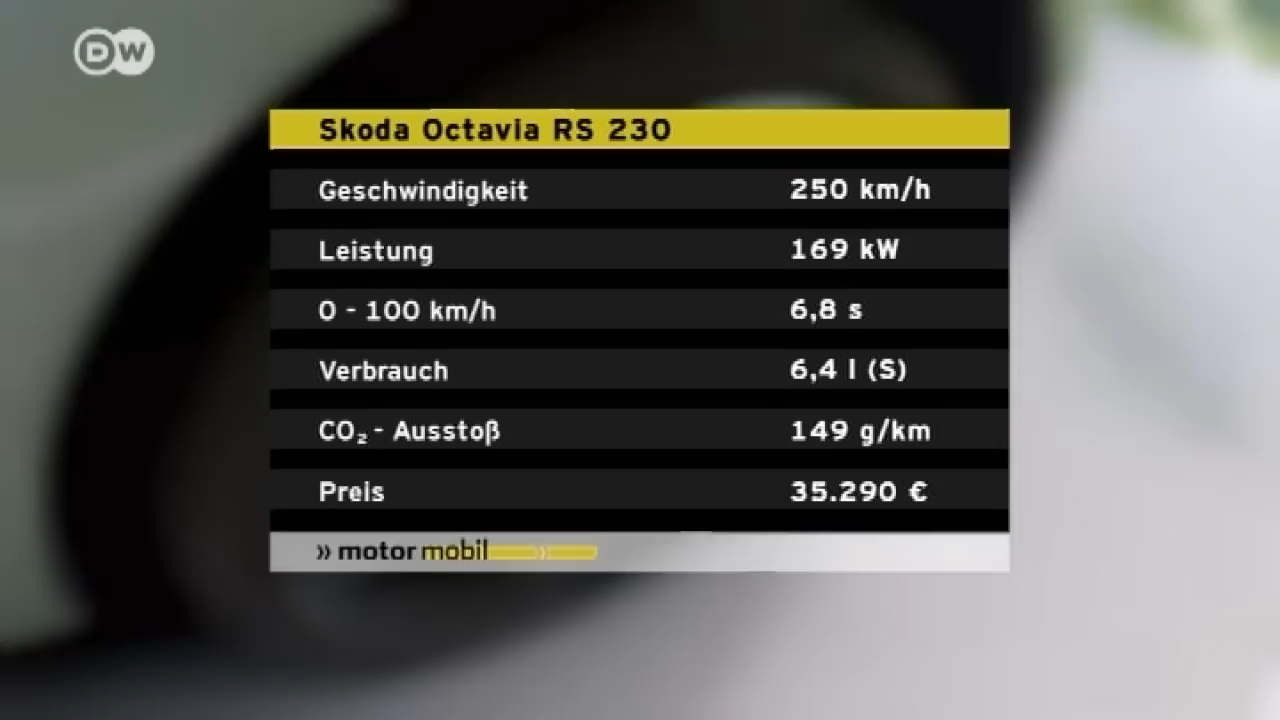 DW
Skoda Octavia RS 230
Geschwindigkeit 250 km/h
Leistung 169 kW
0 - 100 km/h 6,8 s
Verbrauch 6,4 l (S)
CO₂ - Ausstoß 149 g/km
Preis 35.290 €
» motor mobil »